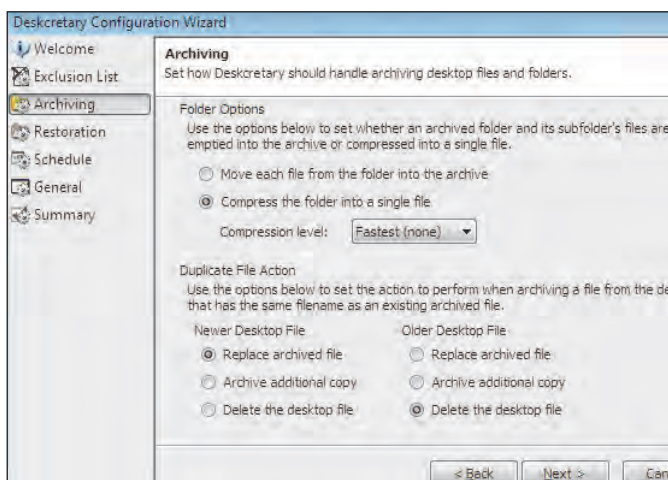 Deskcretary Configuration Wizard
Welcome
Exclusion List
Archiving
Restoration
Schedule
General
Summary
Archiving
Set how Deskcretary should handle archiving desktop files and folders.
Folder Options
Use the options below to set whether an archived folder and its subfolder's files are
emptied into the archive or compressed into a single file.
Move each file from the folder into the archive
Compress the folder into a single file
Compression level: Fastest (none)
Duplicate File Action
Use the options below to set the action to perform when archiving a file from the de
that has the same filename as an existing archived file.
Newer Desktop File Older Desktop File
Replace archived file Replace archived file
Archive additional copy Archive additional copy
Delete the desktop file Delete the desktop file
< Back Next > Can